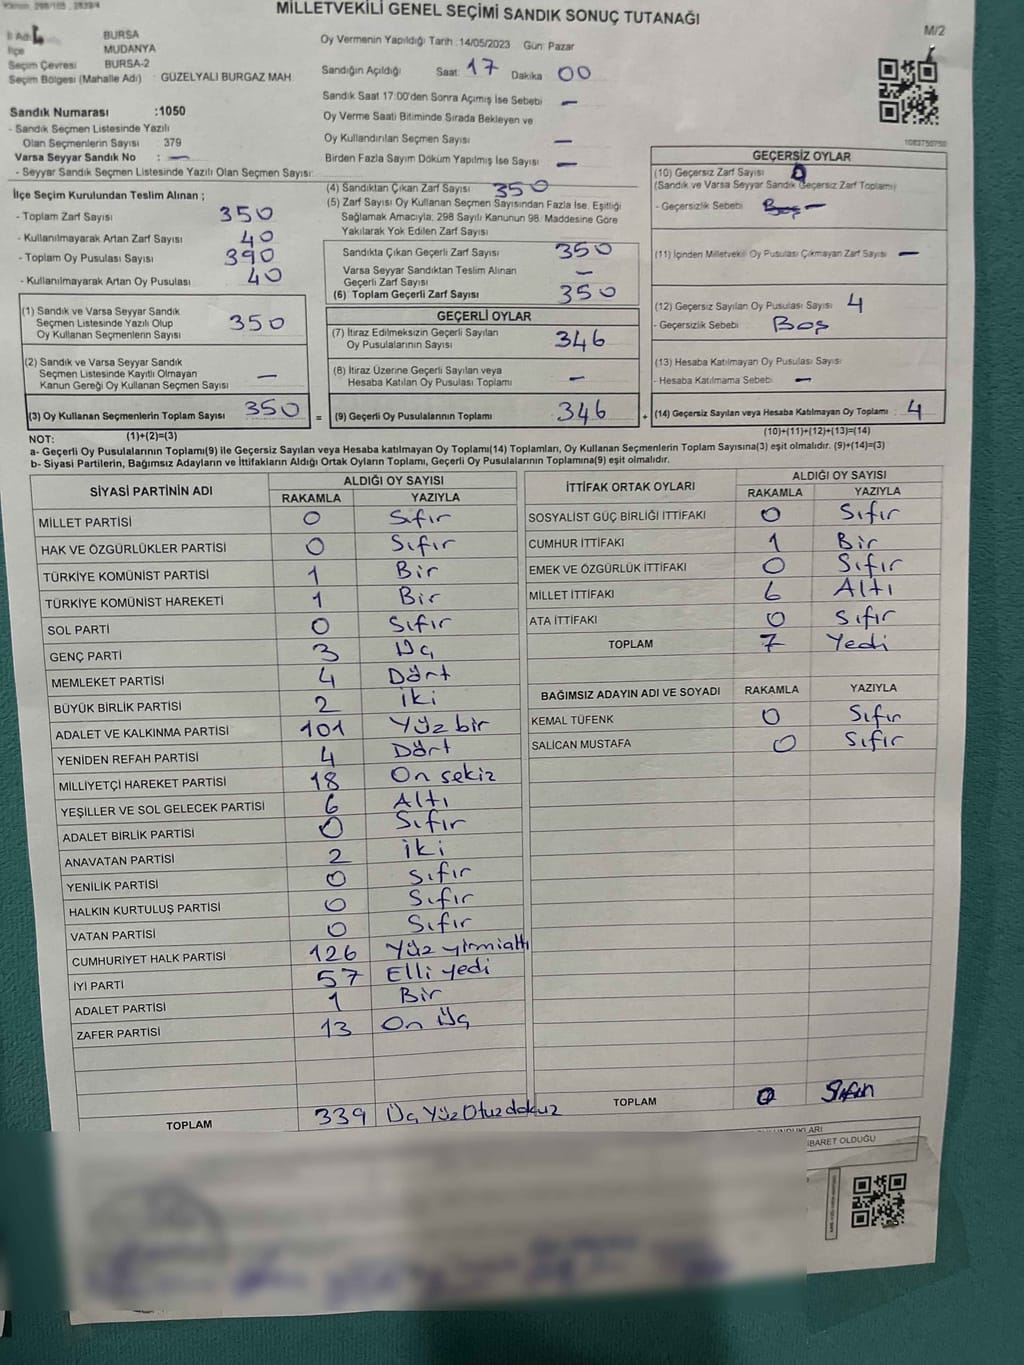 MİLLETVEKİLİ GENEL SEÇİMİ SANDIK SONUÇ TUTANAĞI
M/2
İl Adı BURSA
İlçe MUDANYA
Seçim Çevresi BURSA-2
Seçim Bölgesi (Mahalle Adı) : GÜZELYALI BURGAZ MAH
Sandık Numarası :1050
- Sandık Seçmen Listesinde Yazılı
Olan Seçmenlerin Sayısı 379
Varsa Seyyar Sandık No : —
- Seyyar Sandık Seçmen Listesinde Yazılı Olan Seçmen Sayısı:
Oy Vermenin Yapıldığı Tarih :14/05/2023 Gün: Pazar
Sandığın Açıldığı Saat: 17 Dakika 00
Sandık Saat 17:00'den Sonra Açımış İse Sebebi —
Oy Verme Saati Bitiminde Sırada Bekleyen ve
Oy Kullandırılan Seçmen Sayısı —
Birden Fazla Sayım Döküm Yapılmış İse Sayısı —
1082750750
İlçe Seçim Kurulundan Teslim Alınan ;
- Toplam Zarf Sayısı 350
- Kullanılmayarak Artan Zarf Sayısı 40
- Toplam Oy Pusulası Sayısı 390
- Kullanılmayarak Artan Oy Pusulası 40
(1) Sandık ve Varsa Seyyar Sandık
Seçmen Listesinde Yazılı Olup
Oy Kullanan Seçmenlerin Sayısı 350
(2) Sandık ve Varsa Seyyar Sandık
Seçmen Listesinde Kayıtlı Olmayan
Kanun Gereği Oy Kullanan Seçmen Sayısı —
(3) Oy Kullanan Seçmenlerin Toplam Sayısı 350 =
(4) Sandıktan Çıkan Zarf Sayısı 350
(5) Zarf Sayısı Oy Kullanan Seçmen Sayısından Fazla İse, Eşitliği
Sağlamak Amacıyla, 298 Sayılı Kanunun 98. Maddesine Göre
Yakılarak Yok Edilen Zarf Sayısı
Sandıkta Çıkan Geçerli Zarf Sayısı 350
Varsa Seyyar Sandıktan Teslim Alınan
Geçerli Zarf Sayısı —
(6) Toplam Geçerli Zarf Sayısı 350
GEÇERLİ OYLAR
(7) İtiraz Edilmeksizin Geçerli Sayılan
Oy Pusulalarının Sayısı 346
(8) İtiraz Üzerine Geçerli Sayılan veya
Hesaba Katılan Oy Pusulası Toplamı —
(9) Geçerli Oy Pusulalarının Toplamı 346 +
GEÇERSİZ OYLAR
(10) Geçersiz Zarf Sayısı 0
(Sandık ve Varsa Seyyar Sandık Geçersiz Zarf Toplamı)
- Geçersizlik Sebebi Boş —
(11) İçinden Milletvekili Oy Pusulası Çıkmayan Zarf Sayısı —
(12) Geçersiz Sayılan Oy Pusulası Sayısı 4
- Geçersizlik Sebebi Boş
(13) Hesaba Katılmayan Oy Pusulası Sayısı
- Hesaba Katılmama Sebebi —
(14) Geçersiz Sayılan veya Hesaba Katılmayan Oy Toplamı : 4
(10)+(11)+(12)+(13)=(14)
NOT: (1)+(2)=(3)
a- Geçerli Oy Pusulalarının Toplamı(9) ile Geçersiz Sayılan veya Hesaba katılmayan Oy Toplamı(14) Toplamları, Oy Kullanan Seçmenlerin Toplam Sayısına(3) eşit olmalıdır. (9)+(14)=(3)
b- Siyasi Partilerin, Bağımsız Adayların ve İttifakların Aldığı Ortak Oyların Toplamı, Geçerli Oy Pusulalarının Toplamına(9) eşit olmalıdır.
SİYASİ PARTİNİN ADI ALDIĞI OY SAYISI
RAKAMLA YAZIYLA
MİLLET PARTİSİ 0 Sıfır
HAK VE ÖZGÜRLÜKLER PARTİSİ 0 Sıfır
TÜRKİYE KOMÜNİST PARTİSİ 1 Bir
TÜRKİYE KOMÜNİST HAREKETİ 1 Bir
SOL PARTİ 0 Sıfır
GENÇ PARTİ 3 Üç
MEMLEKET PARTİSİ 4 Dört
BÜYÜK BİRLİK PARTİSİ 2 İki
ADALET VE KALKINMA PARTİSİ 101 Yüz bir
YENİDEN REFAH PARTİSİ 4 Dört
MİLLİYETÇİ HAREKET PARTİSİ 18 On sekiz
YEŞİLLER VE SOL GELECEK PARTİSİ 6 Altı
ADALET BİRLİK PARTİSİ 0 Sıfır
ANAVATAN PARTİSİ 2 İki
YENİLİK PARTİSİ 0 Sıfır
HALKIN KURTULUŞ PARTİSİ 0 Sıfır
VATAN PARTİSİ 0 Sıfır
CUMHURİYET HALK PARTİSİ 126 Yüz yirmialtı
İYİ PARTİ 57 Elli yedi
ADALET PARTİSİ 1 Bir
ZAFER PARTİSİ 13 On Üç
TOPLAM 339 Üç Yüz Otuzdokuz
İTTİFAK ORTAK OYLARI ALDIĞI OY SAYISI
RAKAMLA YAZIYLA
SOSYALİST GÜÇ BİRLİĞİ İTTİFAKI 0 Sıfır
CUMHUR İTTİFAKI 1 Bir
EMEK VE ÖZGÜRLÜK İTTİFAKI 0 Sıfır
MİLLET İTTİFAKI 6 Altı
ATA İTTİFAKI 0 Sıfır
TOPLAM 7 Yedi
BAĞIMSIZ ADAYIN ADI VE SOYADI RAKAMLA YAZIYLA
KEMAL TÜFENK 0 Sıfır
SALİCAN MUSTAFA 0 Sıfır
TOPLAM 0 Sıfır
İBARET OLDUĞU